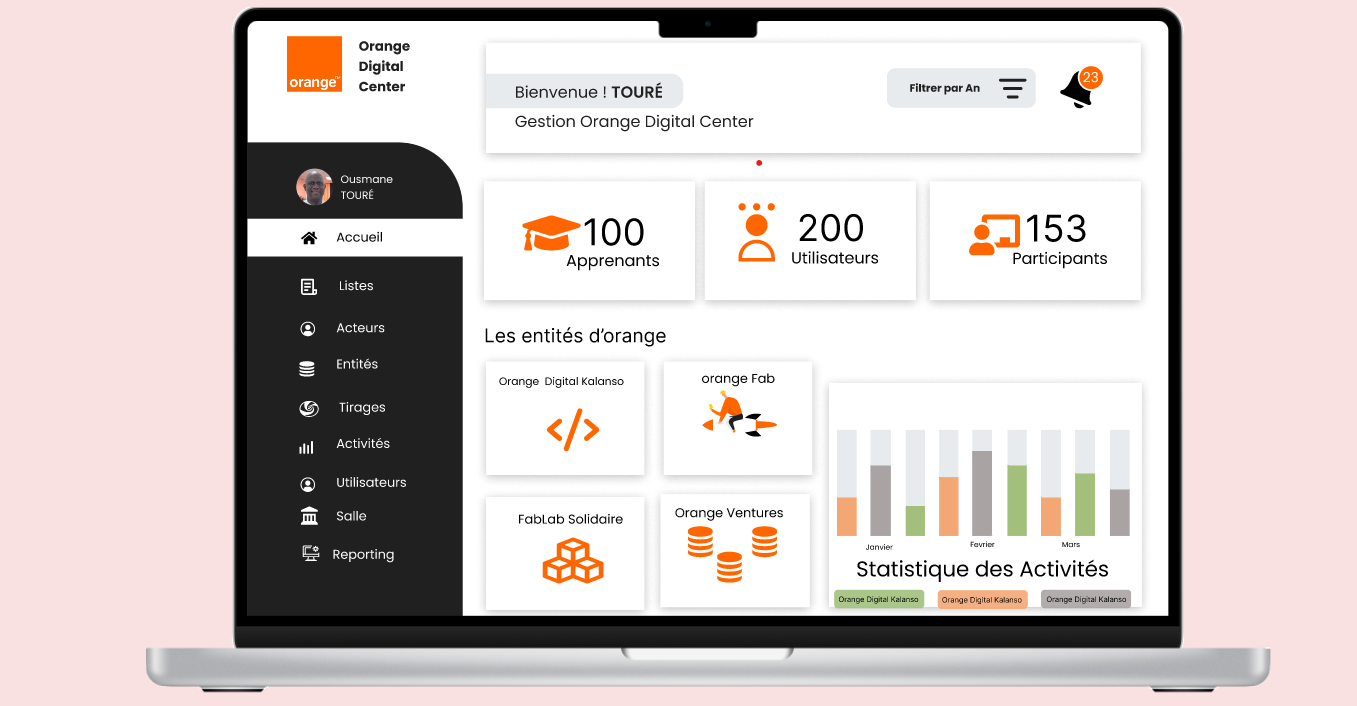 orange™
Orange
Digital
Center
Ousmane
TOURÉ
Accueil
Listes
Acteurs
Entités
Tirages
Activités
Utilisateurs
Salle
Reporting
Bienvenue ! TOURÉ
Gestion Orange Digital Center
Filtrer par An
23
100
Apprenants
200
Utilisateurs
153
Participants
Les entités d’orange
Orange Digital Kalanso
orange Fab
FabLab Solidaire
Orange Ventures
Janvier
Fevrier
Mars
Statistique des Activités
Orange Digital Kalanso
Orange Digital Kalanso
Orange Digital Kalanso